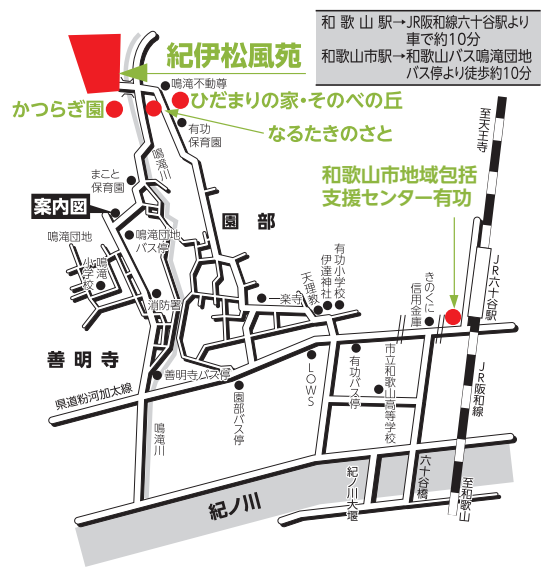 和歌山駅→JR阪和線六十谷駅より
車で約10分
和歌山市駅→和歌山バス鳴滝団地
バス停より徒歩約10分
紀伊松風苑
鳴滝不動尊
かつらぎ園
ひだまりの家・そのべの丘
なるたきのさと
有功
保育園
至天王寺
鳴滝川
まこと
保育園
和歌山市地域包括
支援センター有功
案内図
園部
鳴滝団地
鳴滝団地
バス停
鳴滝
小学校
有功小学校
伊達神社
天理教
きのくに
信用金庫
JR六十谷駅
消防署
一楽寺
善明寺
善明寺バス停
LOWS
有功バス停
市立和歌山高等学校
JR阪和線
県道粉河加太線
園部バス停
鳴滝川
六十谷橋
紀ノ川大堰
至和歌山
紀ノ川